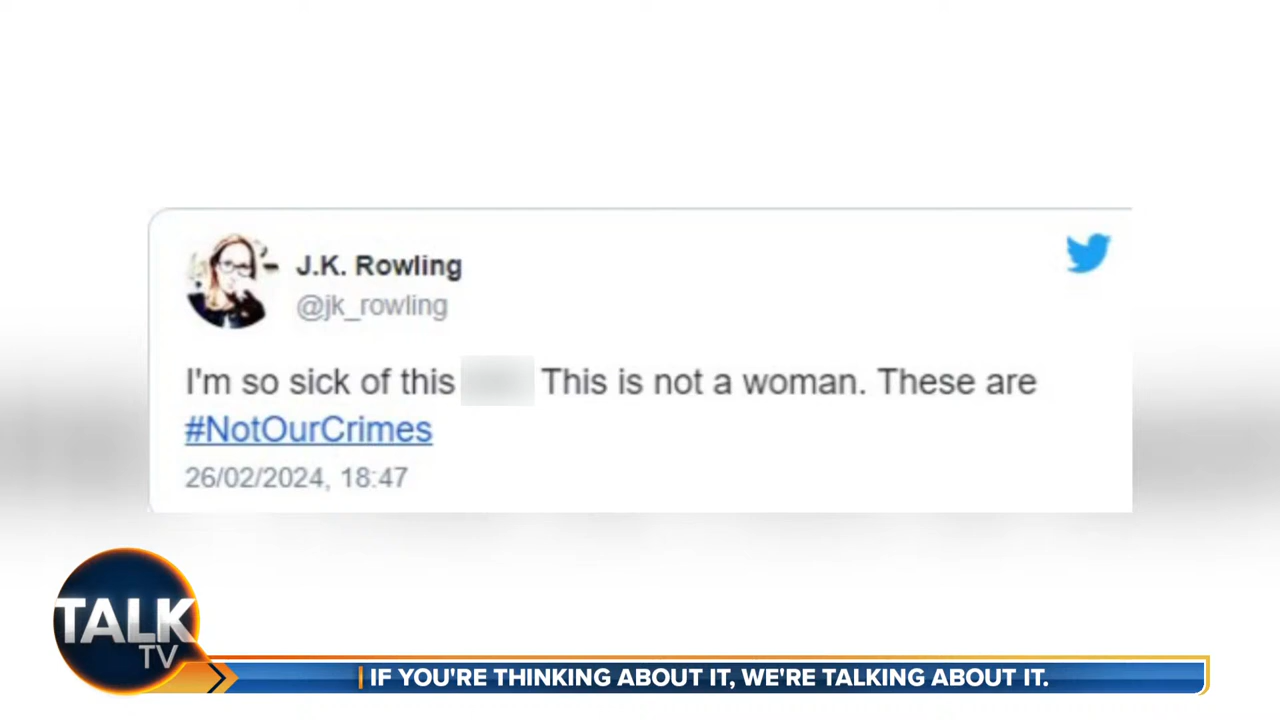 J.K. Rowling
@jk_rowling
I'm so sick of this This is not a woman. These are
#NotOurCrimes
26/02/2024, 18:47
TALK
TV
IF YOU'RE THINKING ABOUT IT, WE'RE TALKING ABOUT IT.